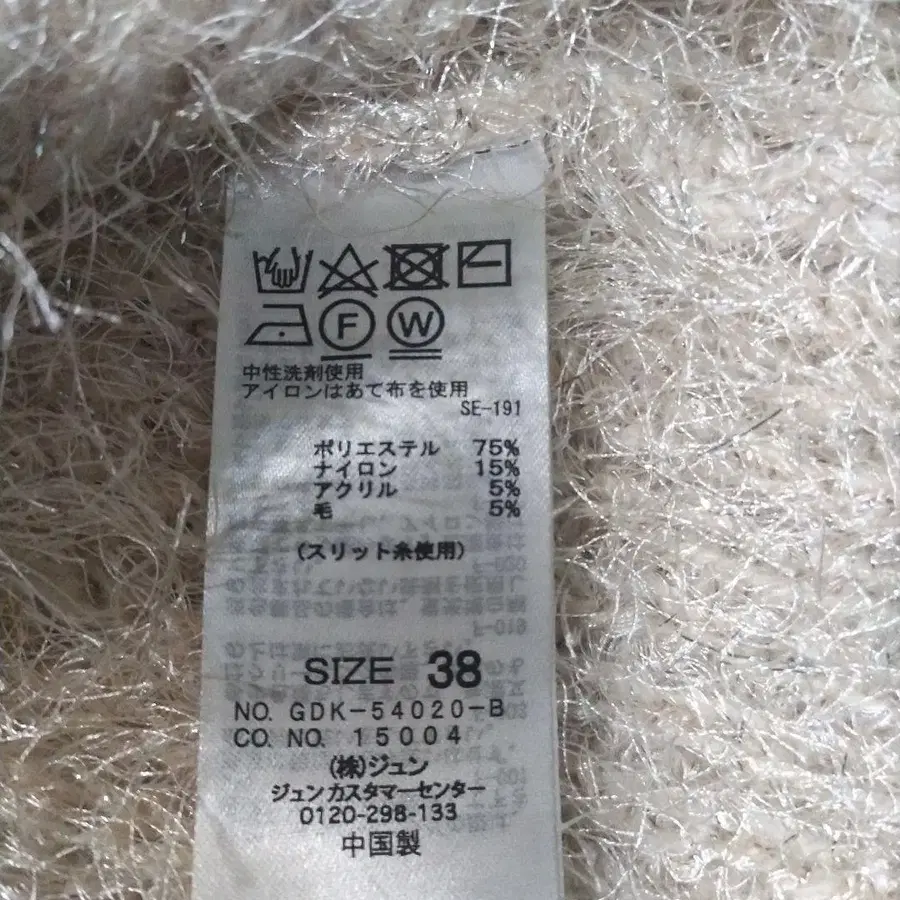 F W
中性洗剤使用
アイロンはあて布を使用
SE-191
ポリエステル 75%
ナイロン 15%
アクリル 5%
毛 5%
(スリット糸使用)
SIZE 38
NO. GDK-54020-B
CO. NO. 15004
(株)ジュン
ジュンカスタマーセンター
0120-298-133
中国製